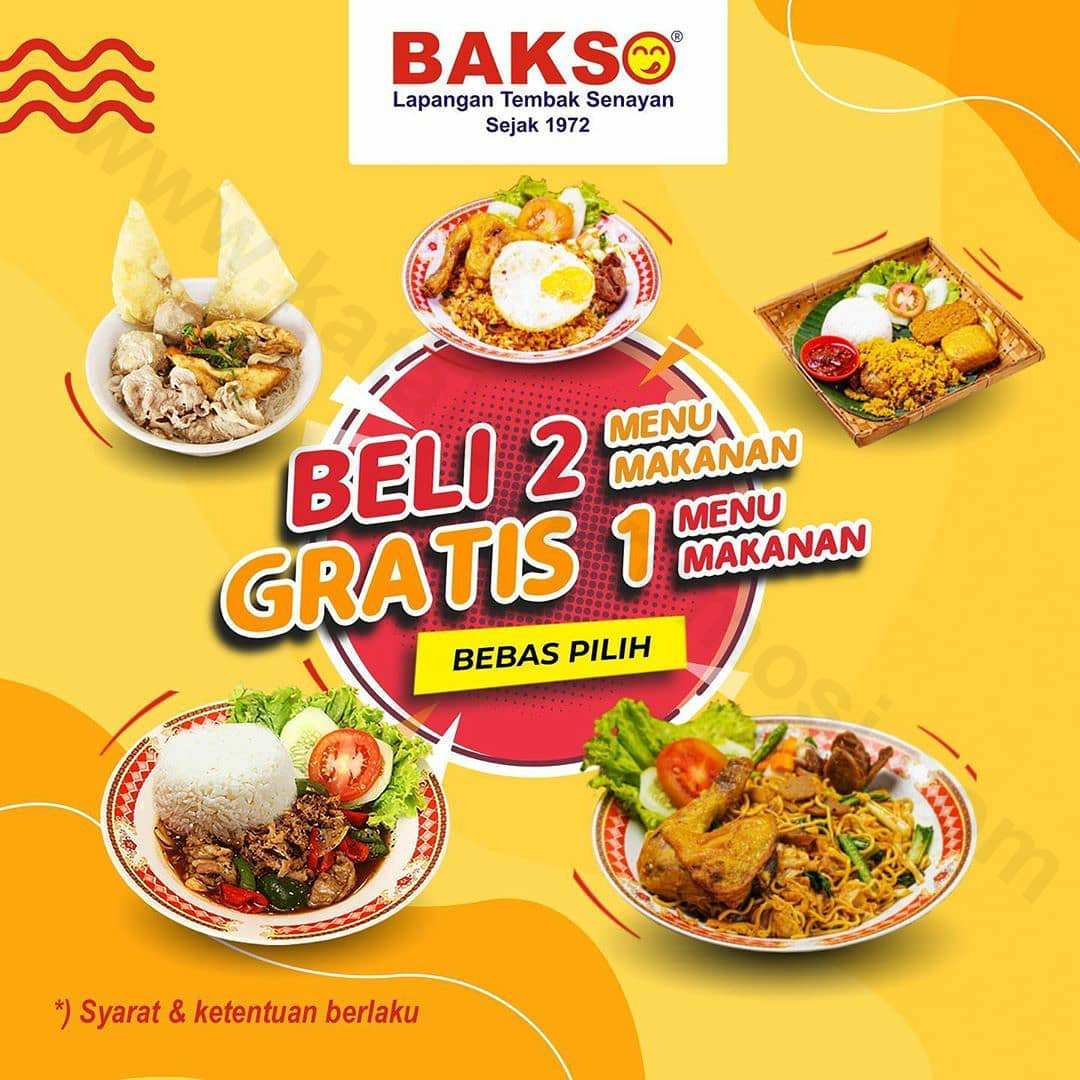 BAKSO®
Lapangan Tembak Senayan
Sejak 1972
BELI 2 MENU MAKANAN
GRATIS 1 MENU MAKANAN
BEBAS PILIH
*) Syarat & ketentuan berlaku